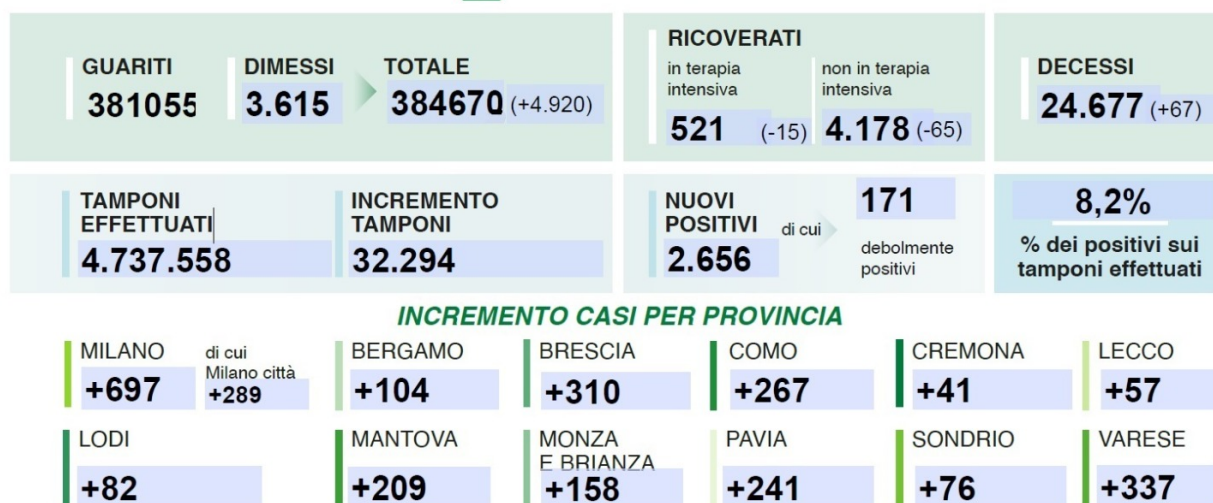 GUARITI
381055
DIMESSI
3.615
TOTALE
384670 (+4.920)
RICOVERATI
in terapia
intensiva
521 (-15)
non in terapia
intensiva
4.178 (-65)
DECESSI
24.677 (+67)
TAMPONI
EFFETTUATI
4.737.558
INCREMENTO
TAMPONI
32.294
NUOVI
POSITIVI
2.656
di cui
171
debolmente
positivi
8,2%
% dei positivi sui
tamponi effettuati
INCREMENTO CASI PER PROVINCIA
MILANO
+697
di cui
Milano città
+289
BERGAMO
+104
BRESCIA
+310
COMO
+267
CREMONA
+41
LECCO
+57
LODI
+82
MANTOVA
+209
MONZA
E BRIANZA
+158
PAVIA
+241
SONDRIO
+76
VARESE
+337